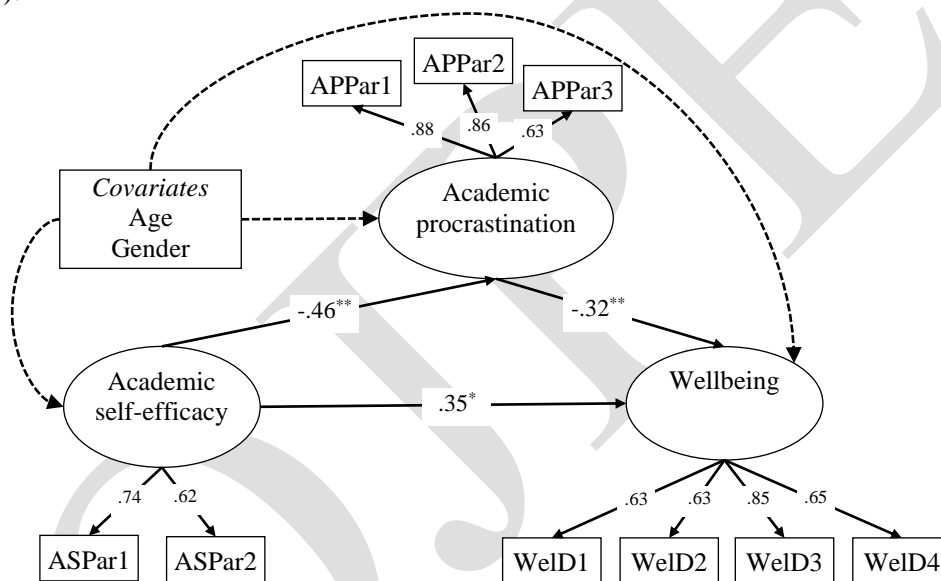 ).
APPar1
APPar2
APPar3
.88
.86
.63
Covariates
Age
Gender
Academic
procrastination
-.46**
-.32**
Academic
self-efficacy
.35*
Wellbeing
.74
.62
.63
.63
.85
.65
ASPar1
ASPar2
WelD1
WelD2
WelD3
WelD4